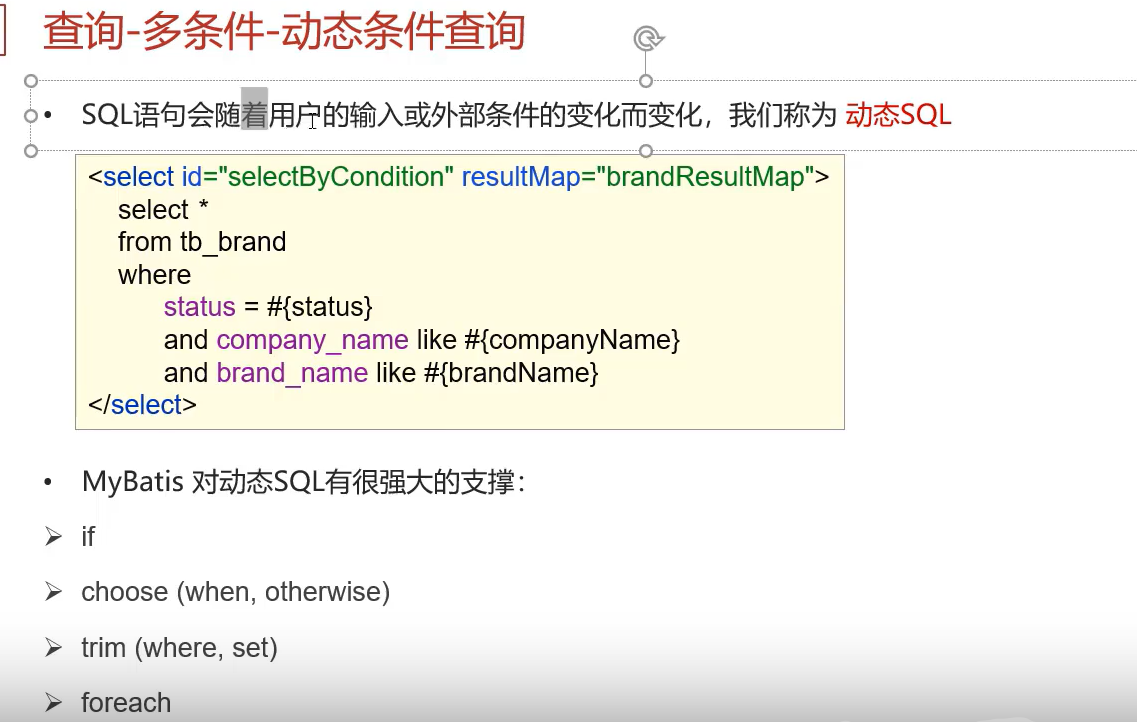 查询-多条件-动态条件查询
• SQL语句会随着用户的输入或外部条件的变化而变化，我们称为 动态SQL
<select id="selectByCondition" resultMap="brandResultMap">
select *
from tb_brand
where
status = #{status}
and company_name like #{companyName}
and brand_name like #{brandName}
</select>
• MyBatis 对动态SQL有很强大的支撑：
➢ if
➢ choose (when, otherwise)
➢ trim (where, set)
➢ foreach